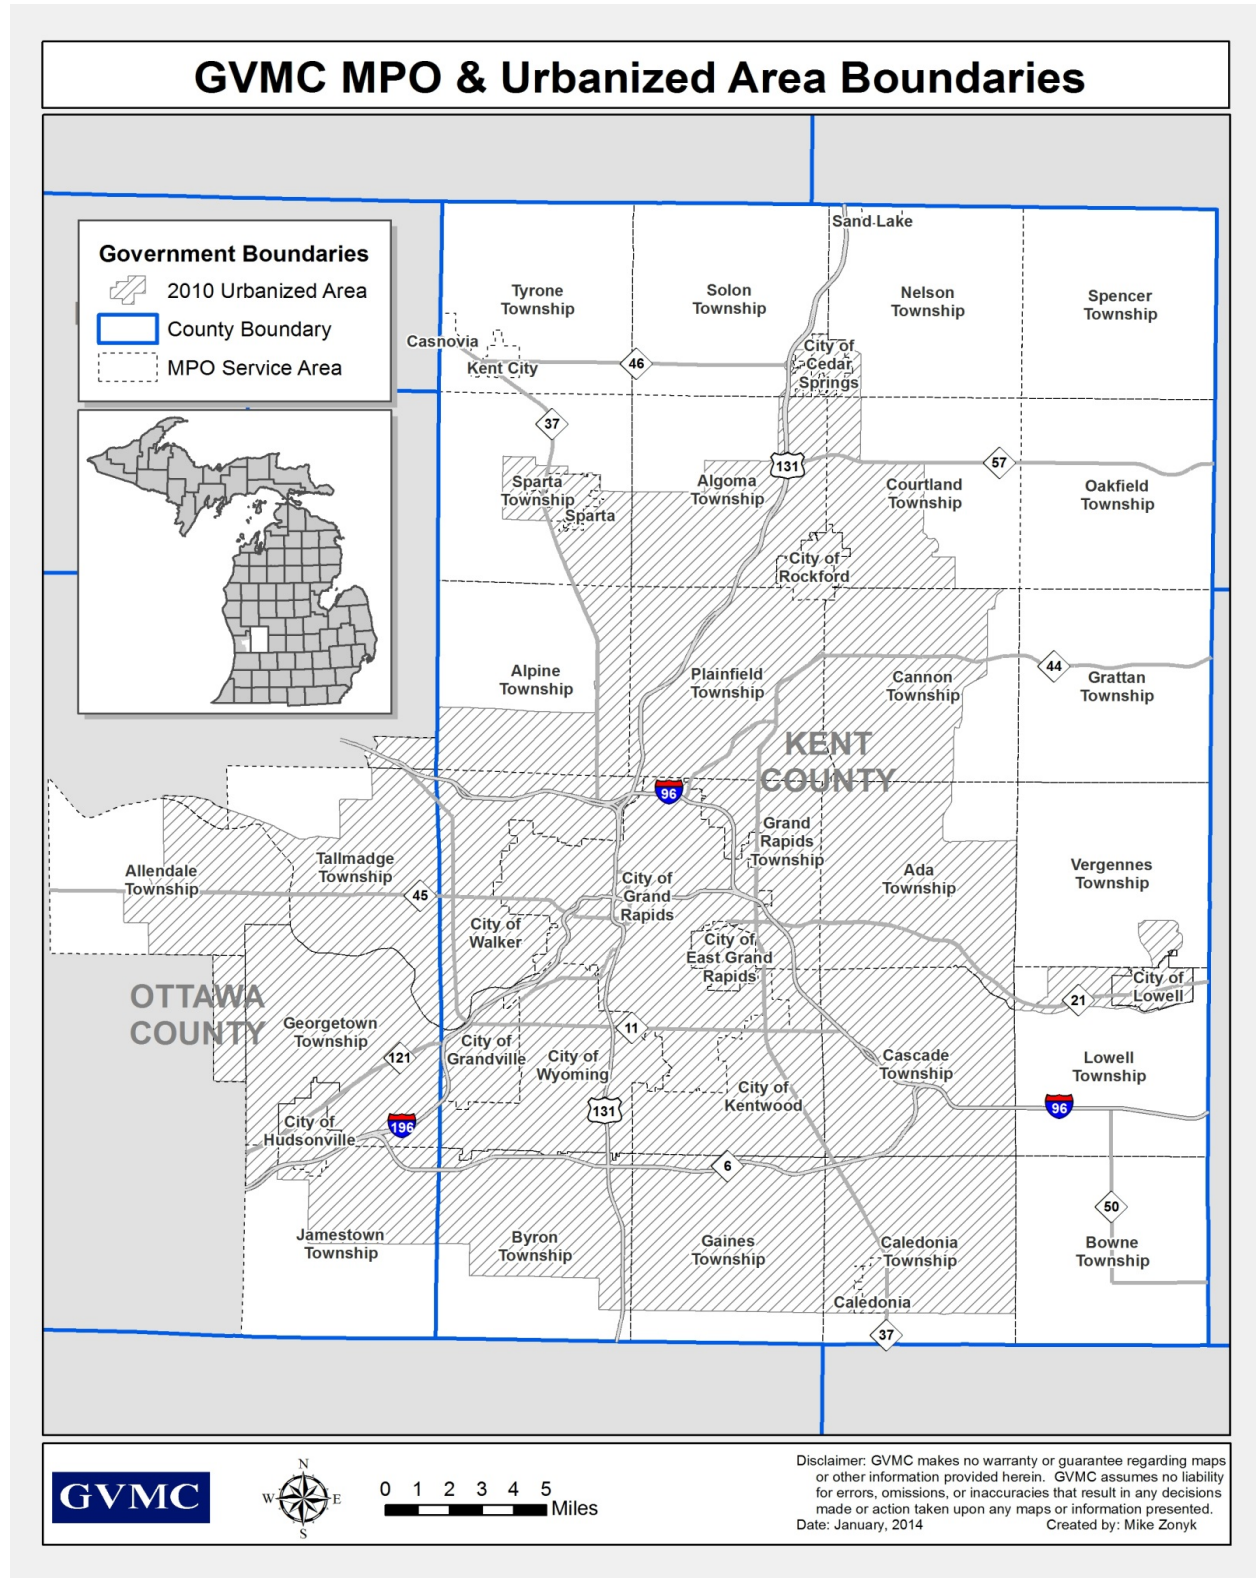 GVMC MPO & Urbanized Area Boundaries
Government Boundaries
2010 Urbanized Area
County Boundary
MPO Service Area
Sand Lake
Tyrone
Township
Solon
Township
Nelson
Township
Spencer
Township
Casnovia
Kent City
46
City of
Cedar
Springs
37
131
57
Sparta
Township
Sparta
Algoma
Township
Courtland
Township
Oakfield
Township
City of
Rockford
Alpine
Township
Plainfield
Township
Cannon
Township
44
Grattan
Township
KENT
COUNTY
96
Grand
Rapids
Township
Allendale
Township
Tallmadge
Township
45
City of
Grand
Rapids
Ada
Township
Vergennes
Township
City of
Walker
City of
East Grand
Rapids
OTTAWA
COUNTY
City of
Lowell
21
Georgetown
Township
121
City of
Grandville
11
City of
Wyoming
Cascade
Township
Lowell
Township
City of
Kentwood
96
131
196
City of
Hudsonville
6
50
Jamestown
Township
Byron
Township
Gaines
Township
Caledonia
Township
Bowne
Township
Caledonia
37
GVMC
N
W
E
S
0 1 2 3 4 5
Miles
Disclaimer: GVMC makes no warranty or guarantee regarding maps
or other information provided herein. GVMC assumes no liability
for errors, omissions, or inaccuracies that result in any decisions
made or action taken upon any maps or information presented.
Date: January, 2014
Created by: Mike Zonyk